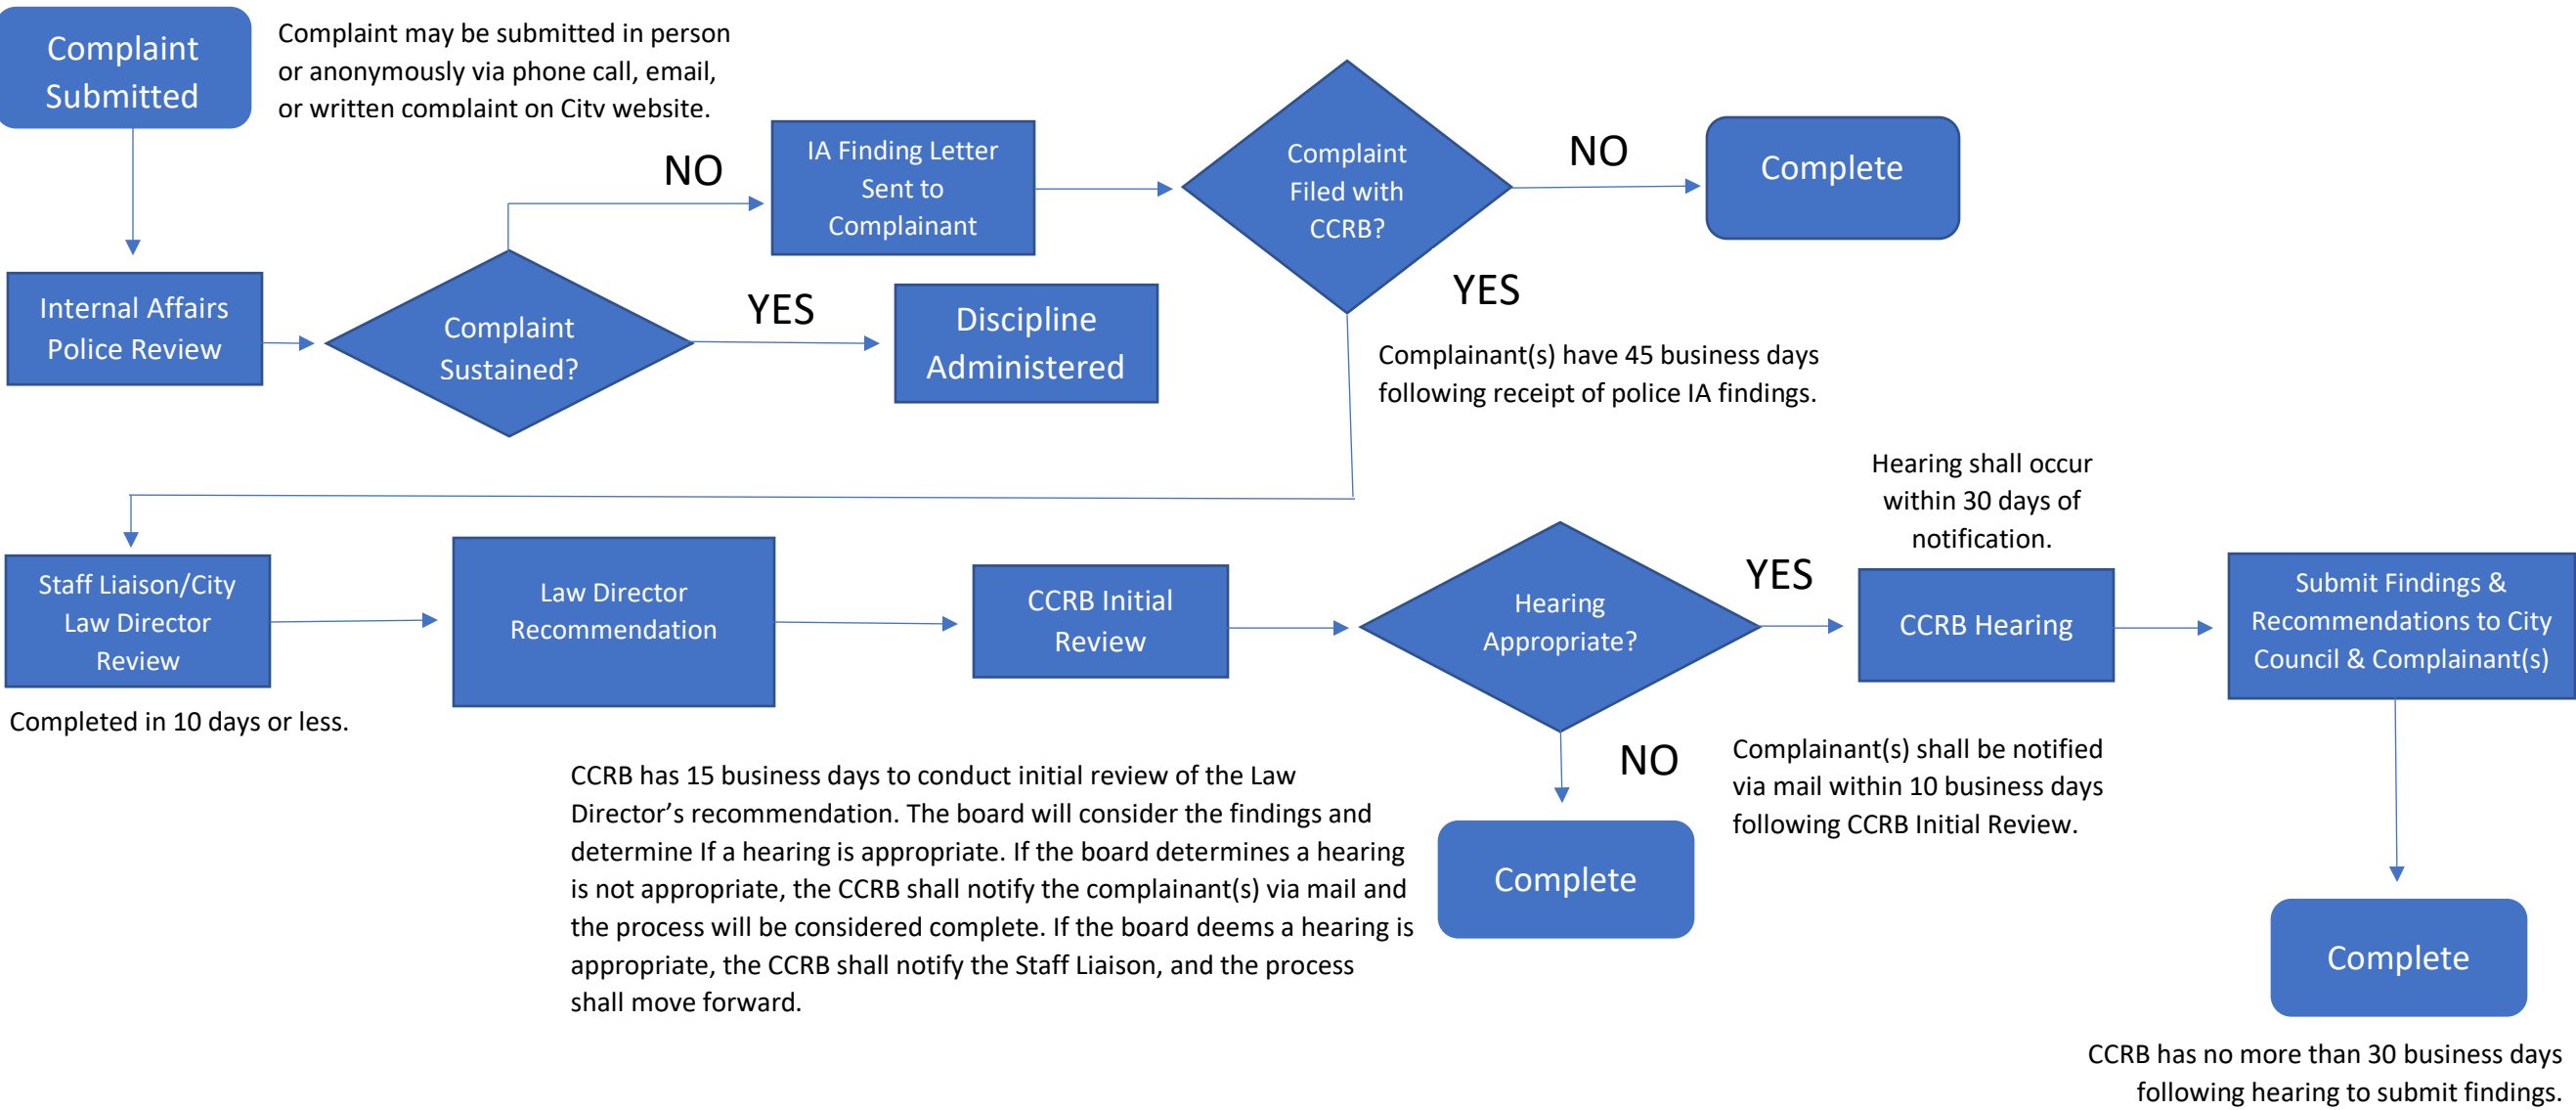 Complaint
Submitted
Complaint may be submitted in person
or anonymously via phone call, email,
or written complaint on City website.
NO
IA Finding Letter
Sent to
Complainant
Complaint
Filed with
CCRB?
NO
Complete
Internal Affairs
Police Review
Complaint
Sustained?
YES
Discipline
Administered
YES
Complainant(s) have 45 business days
following receipt of police IA findings.
Hearing shall occur
within 30 days of
notification.
Staff Liaison/City
Law Director
Review
Completed in 10 days or less.
Law Director
Recommendation
CCRB Initial
Review
Hearing
Appropriate?
YES
CCRB Hearing
Submit Findings &
Recommendations to City
Council & Complainant(s)
CCRB has 15 business days to conduct initial review of the Law
Director’s recommendation. The board will consider the findings and
determine If a hearing is appropriate. If the board determines a hearing
is not appropriate, the CCRB shall notify the complainant(s) via mail and
the process will be considered complete. If the board deems a hearing is
appropriate, the CCRB shall notify the Staff Liaison, and the process
shall move forward.
NO
Complete
Complainant(s) shall be notified
via mail within 10 business days
following CCRB Initial Review.
Complete
CCRB has no more than 30 business days
following hearing to submit findings.